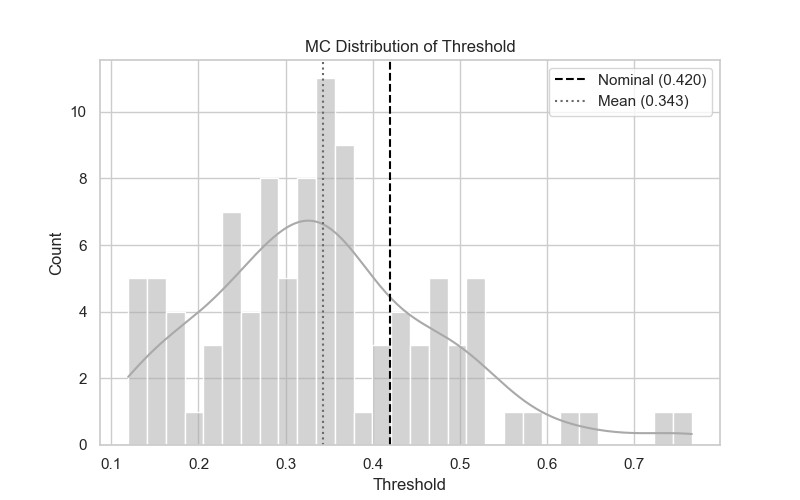 MC Distribution of Threshold
Nominal (0.420)
Mean (0.343)
Count
10
8
6
4
2
0
0.1 0.2 0.3 0.4 0.5 0.6 0.7
Threshold